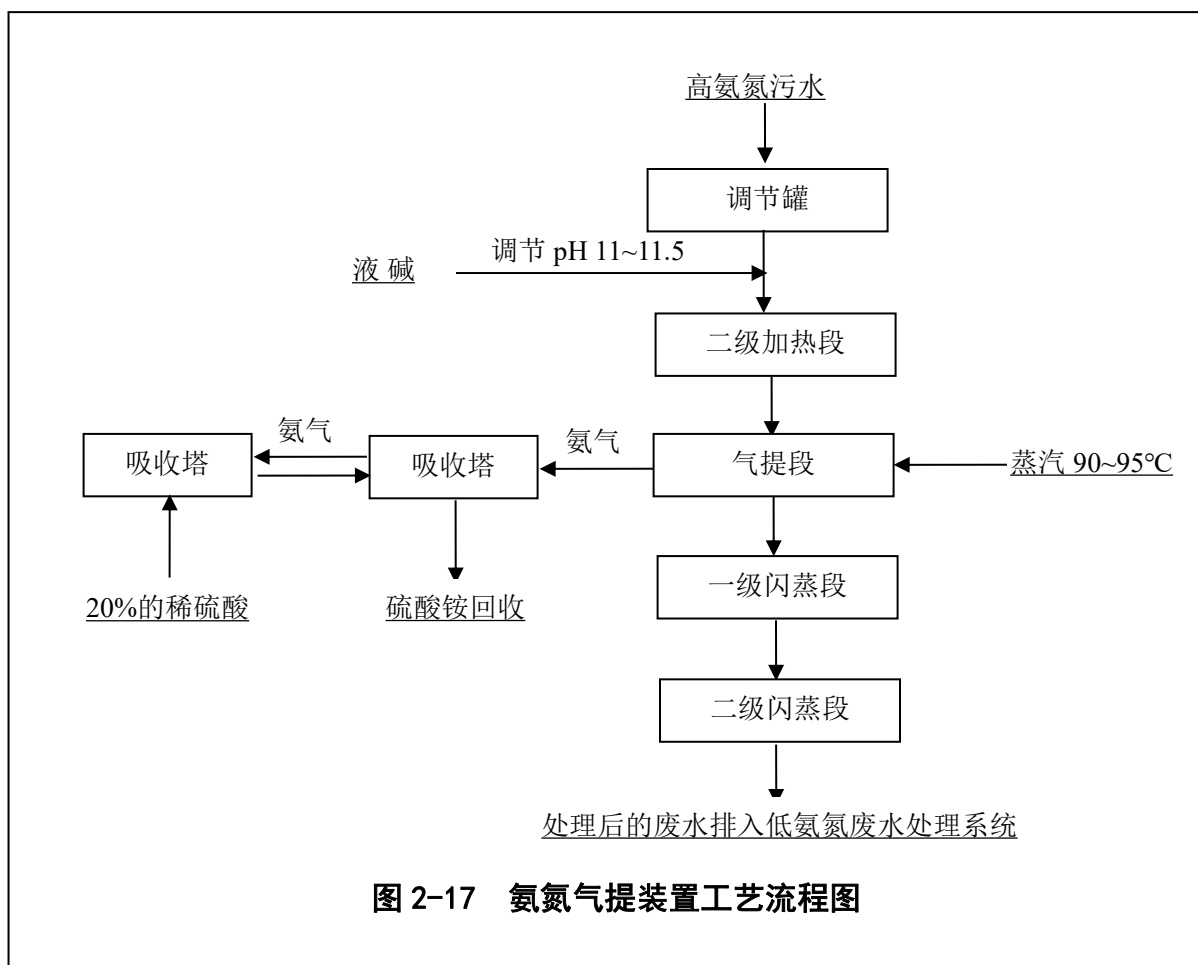 高氨氮污水
调节罐
调节 pH 11~11.5
液 碱
二级加热段
氨气
氨气
吸收塔
吸收塔
气提段
蒸汽 90~95℃
一级闪蒸段
20%的稀硫酸
硫酸铵回收
二级闪蒸段
处理后的废水排入低氨氮废水处理系统
图 2-17 氨氮气提装置工艺流程图